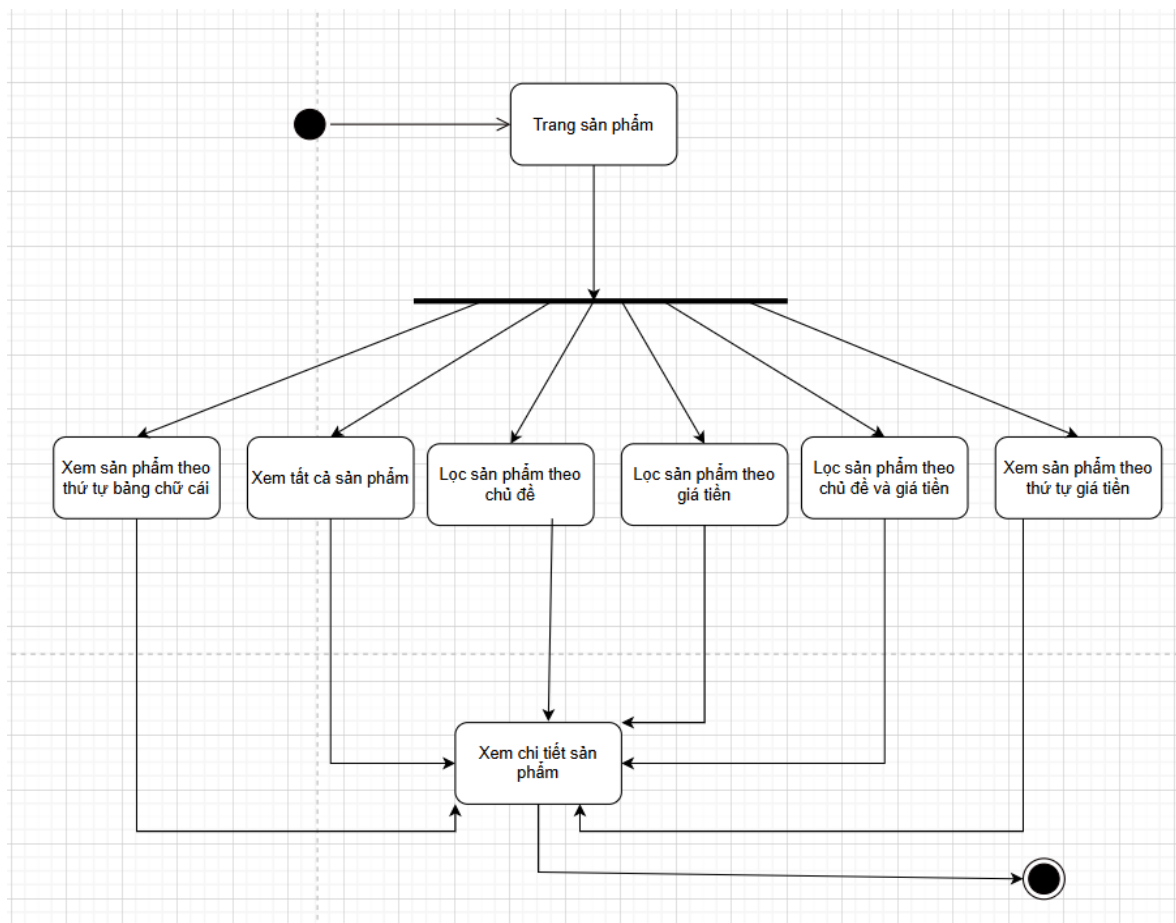 Trang sản phẩm
Xem sản phẩm theo
thứ tự bảng chữ cái
Xem tất cả sản phẩm
Lọc sản phẩm theo
chủ đề
Lọc sản phẩm theo
giá tiền
Lọc sản phẩm theo
chủ đề và giá tiền
Xem sản phẩm theo
thứ tự giá tiền
Xem chi tiết sản
phẩm